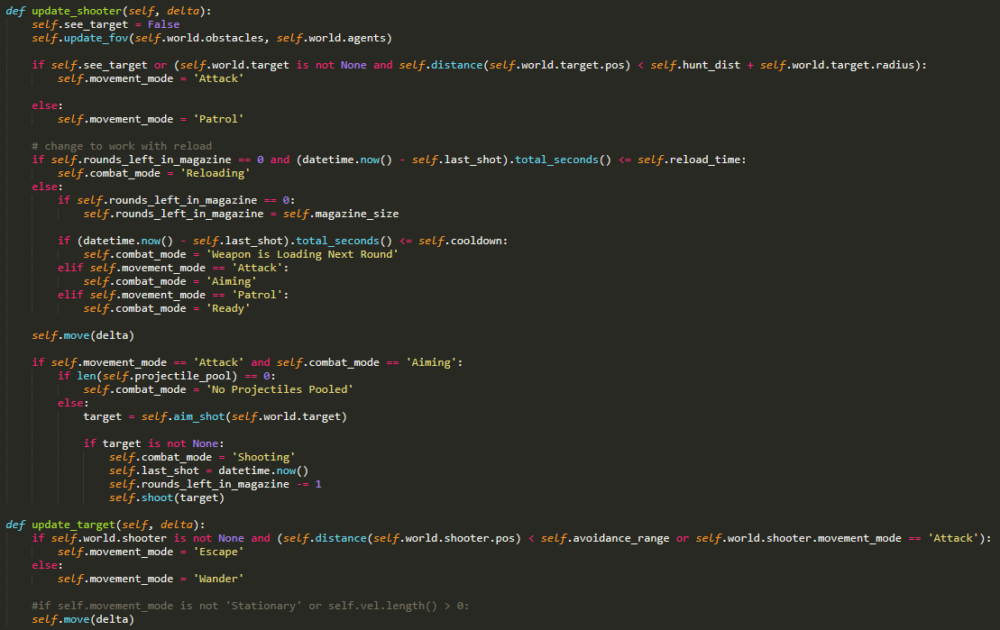 def update_shooter(self, delta):
    self.see_target = False
    self.update_fov(self.world.obstacles, self.world.agents)

    if self.see_target or (self.world.target is not None and self.distance(self.world.target.pos) < self.hunt_dist + self.world.target.radius):
        self.movement_mode = 'Attack'

    else:
        self.movement_mode = 'Patrol'

    # change to work with reload
    if self.rounds_left_in_magazine == 0 and (datetime.now() - self.last_shot).total_seconds() <= self.reload_time:
        self.combat_mode = 'Reloading'
    else:
        if self.rounds_left_in_magazine == 0:
            self.rounds_left_in_magazine = self.magazine_size

        if (datetime.now() - self.last_shot).total_seconds() <= self.cooldown:
            self.combat_mode = 'Weapon is Loading Next Round'
        elif self.movement_mode == 'Attack':
            self.combat_mode = 'Aiming'
        elif self.movement_mode == 'Patrol':
            self.combat_mode = 'Ready'

    self.move(delta)

    if self.movement_mode == 'Attack' and self.combat_mode == 'Aiming':
        if len(self.projectile_pool) == 0:
            self.combat_mode = 'No Projectiles Pooled'
        else:
            target = self.aim_shot(self.world.target)

            if target is not None:
                self.combat_mode = 'Shooting'
                self.last_shot = datetime.now()
                self.rounds_left_in_magazine -= 1
                self.shoot(target)

def update_target(self, delta):
    if self.world.shooter is not None and (self.distance(self.world.shooter.pos) < self.avoidance_range or self.world.shooter.movement_mode == 'Attack'):
        self.movement_mode = 'Escape'
    else:
        self.movement_mode = 'Wander'

    #if self.movement_mode is not 'Stationary' or self.vel.length() > 0:
    self.move(delta)